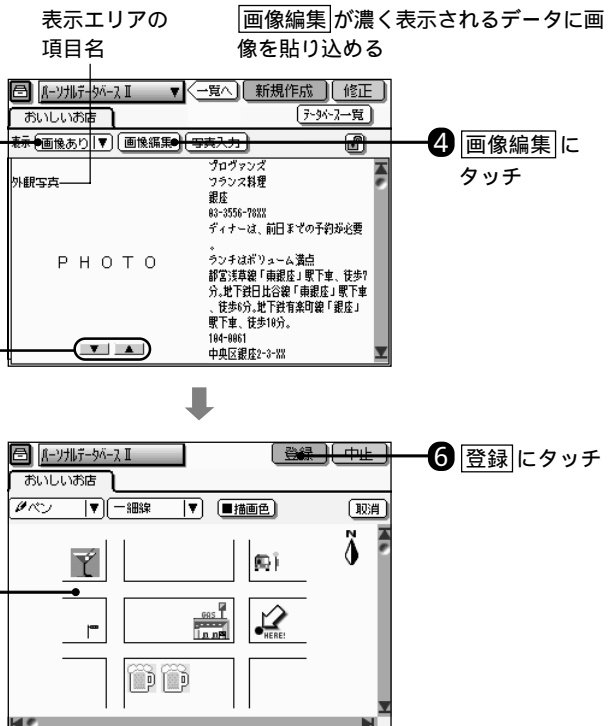 表示エリアの
項目名
画像編集が濃く表示されるデータに画
像を貼り込める
パーソナルデータベースⅡ ▼ 一覧へ 新規作成 修正
おいしいお店 データベース一覧
表示 画像あり ▼ 画像編集 写真入力
4 画像編集に
タッチ
外観写真
PHOTO
プロヴァンズ
フランス料理
銀座
03-3556-78XX
ディナーは、前日までの予約が必要
。
ランチはボリューム満点
都営浅草線「東銀座」駅下車、徒歩7
分。地下鉄日比谷線「東銀座」駅下車
、徒歩6分。地下鉄有楽町線「銀座」
駅下車、徒歩10分。
104-0061
中央区銀座2-3-XX
▼ ▲
パーソナルデータベースⅡ 登録 中止
6 登録にタッチ
おいしいお店
ペン ▼ 一細線 ▼ ■描画色 取消
N
GAS
HERE!